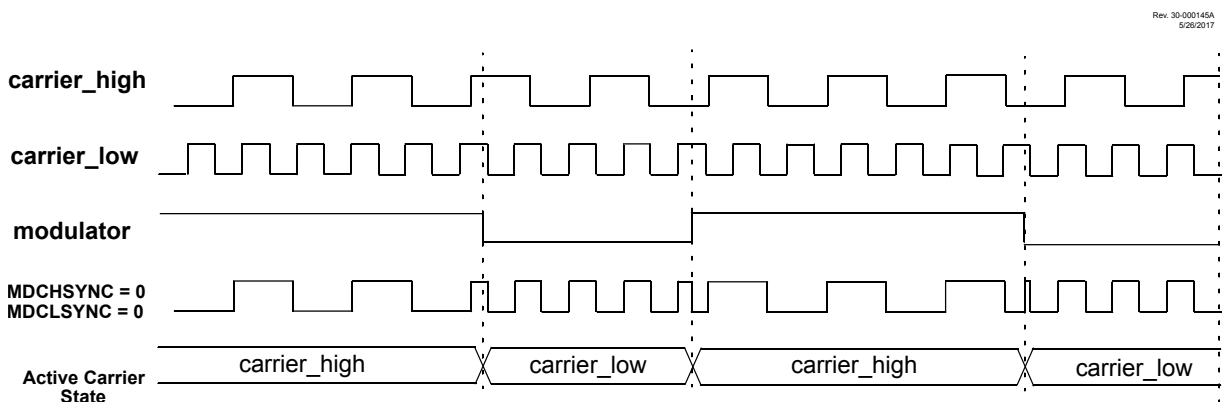 Rev. 30-000145A
5/26/2017
carrier_high
carrier_low
modulator
MDCHSYNC = 0
MDCLSYNC = 0
carrier_high
carrier_low
carrier_high
carrier_low
Active Carrier
State